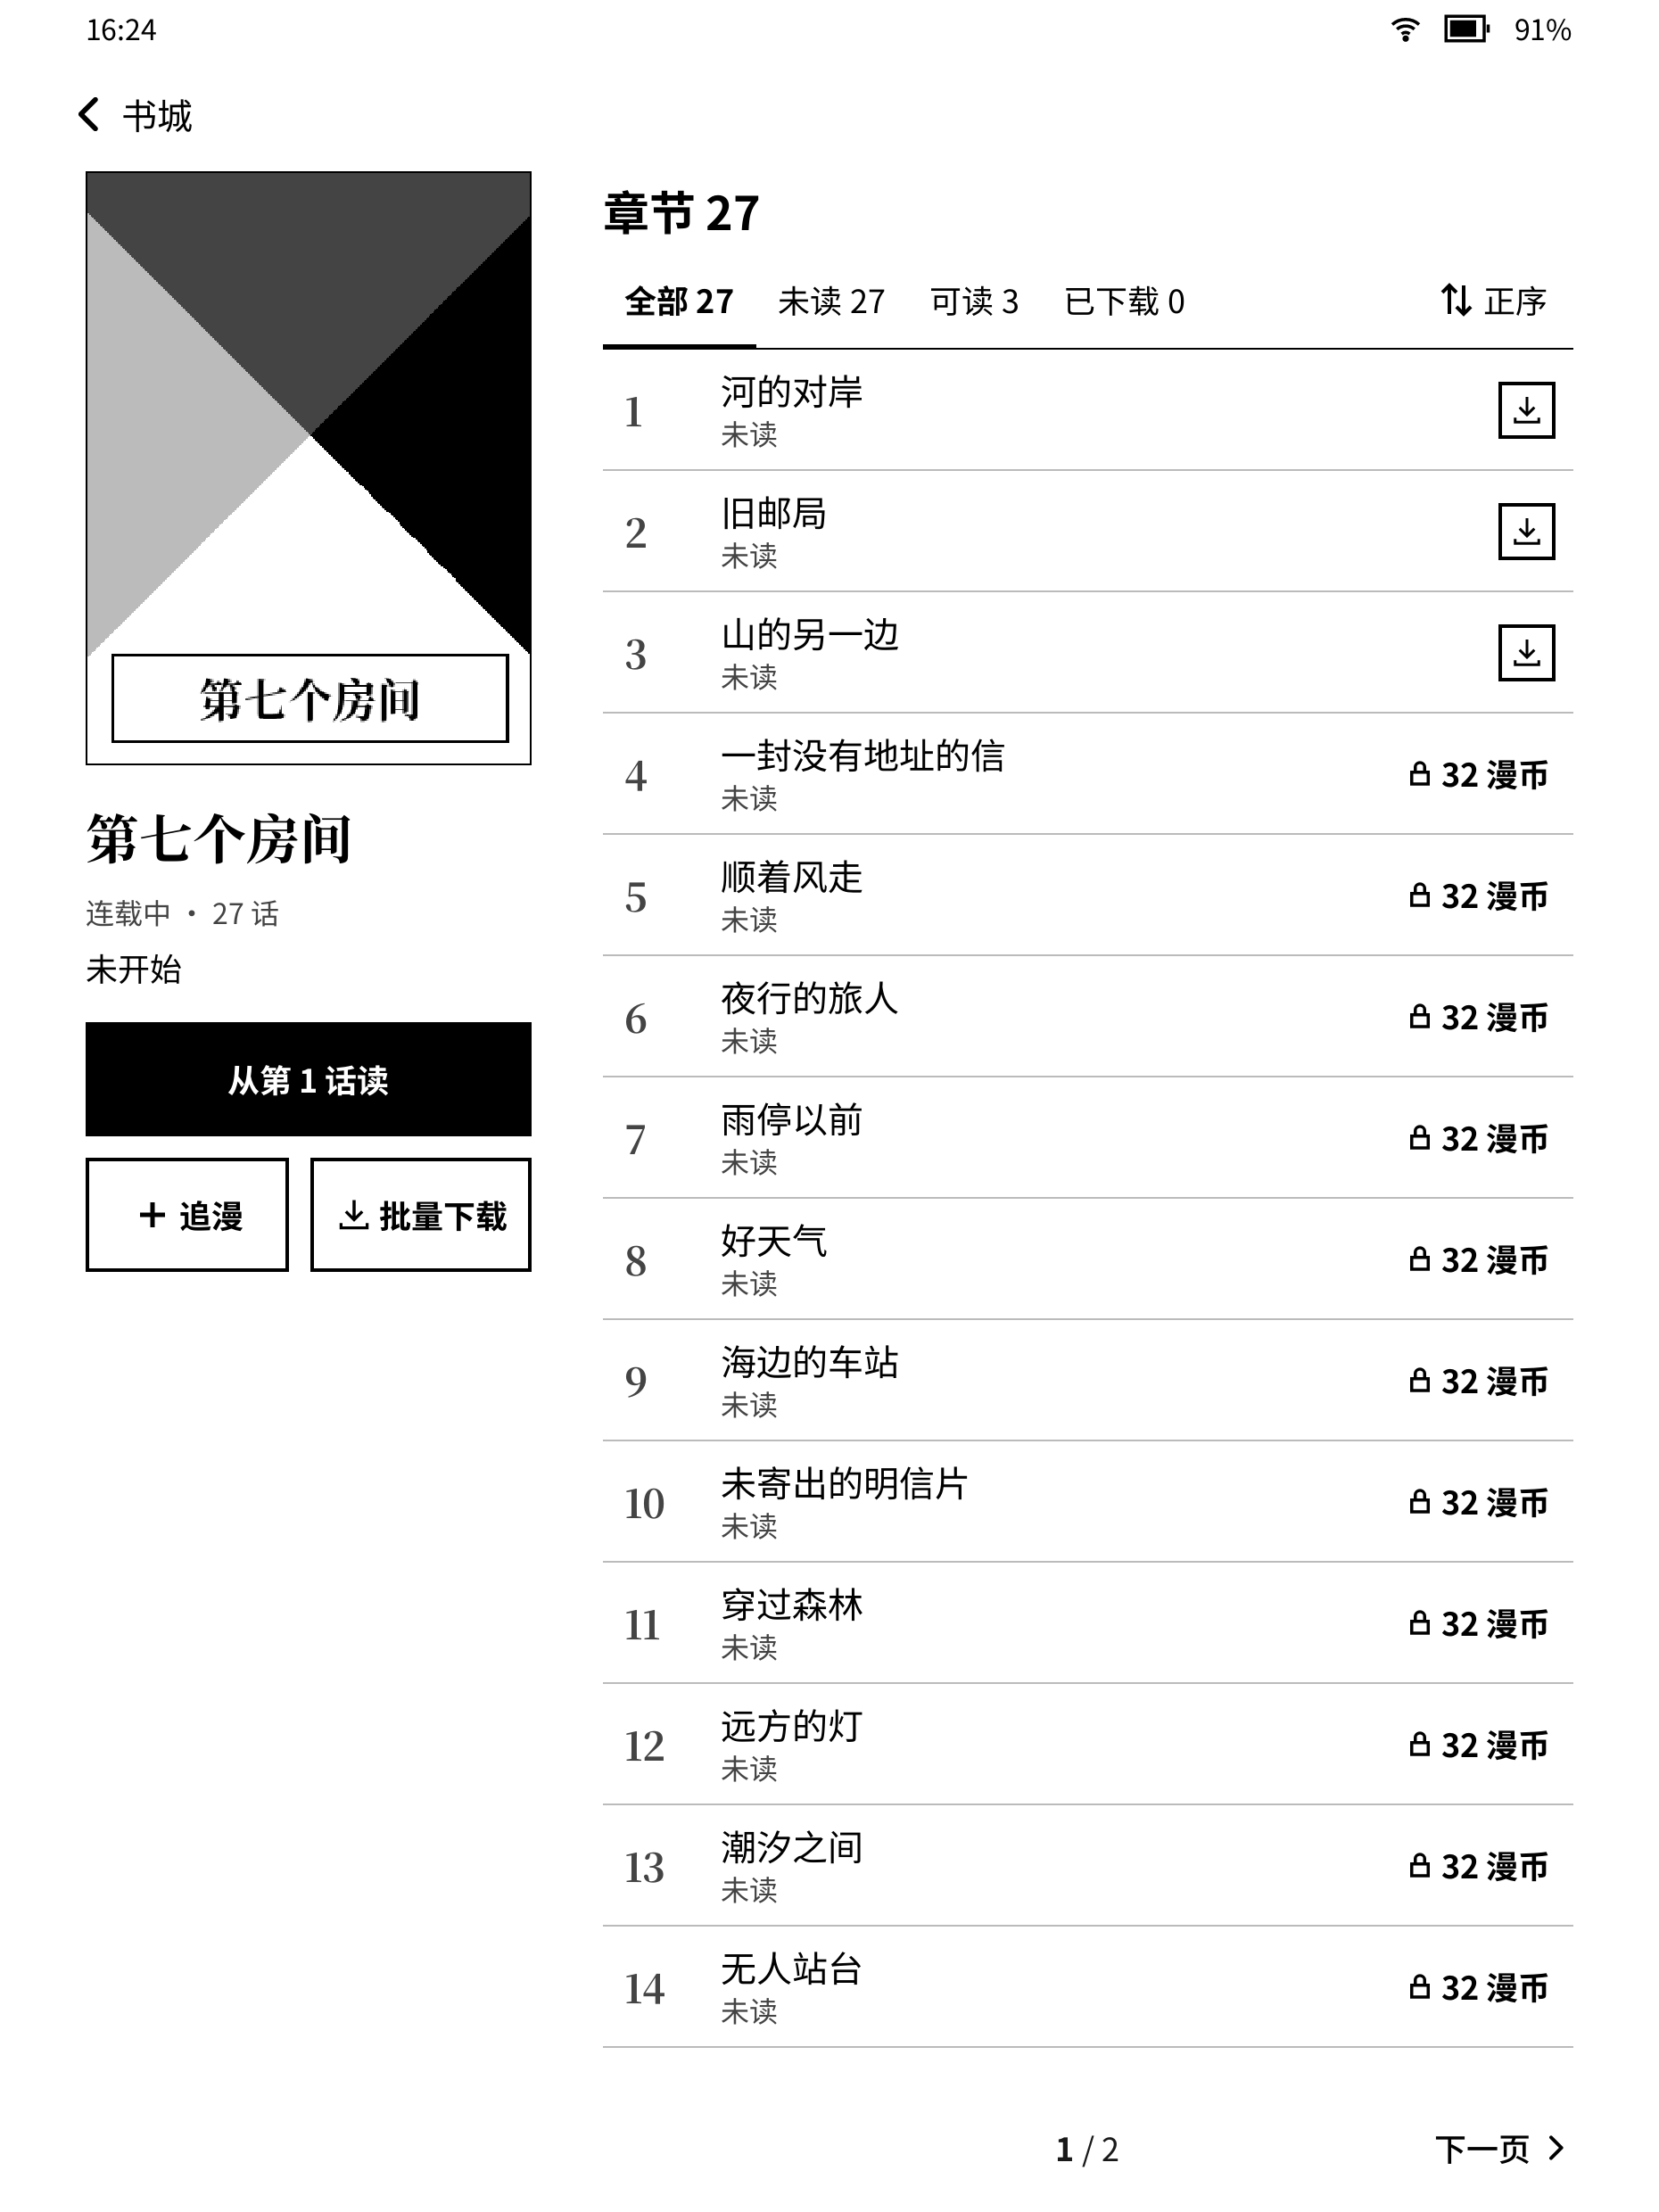 16:24
91%
书城
第七个房间
第七个房间
连载中 · 27 话
未开始
从第 1 话读
追漫
批量下载
章节 27
全部 27 未读 27 可读 3 已下载 0 正序
1 河的对岸
未读
2 旧邮局
未读
3 山的另一边
未读
4 一封没有地址的信 32 漫币
未读
5 顺着风走 32 漫币
未读
6 夜行的旅人 32 漫币
未读
7 雨停以前 32 漫币
未读
8 好天气 32 漫币
未读
9 海边的车站 32 漫币
未读
10 未寄出的明信片 32 漫币
未读
11 穿过森林 32 漫币
未读
12 远方的灯 32 漫币
未读
13 潮汐之间 32 漫币
未读
14 无人站台 32 漫币
未读
1 / 2 下一页